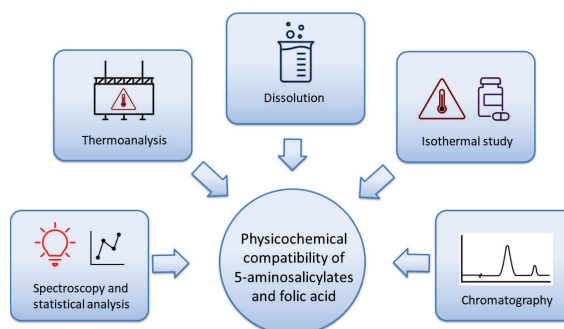 Dissolution
Thermoanalysis
Isothermal study
Physicochemical
compatibility of
5-aminosalicylates
and folic acid
Spectroscopy and
statistical analysis
Chromatography